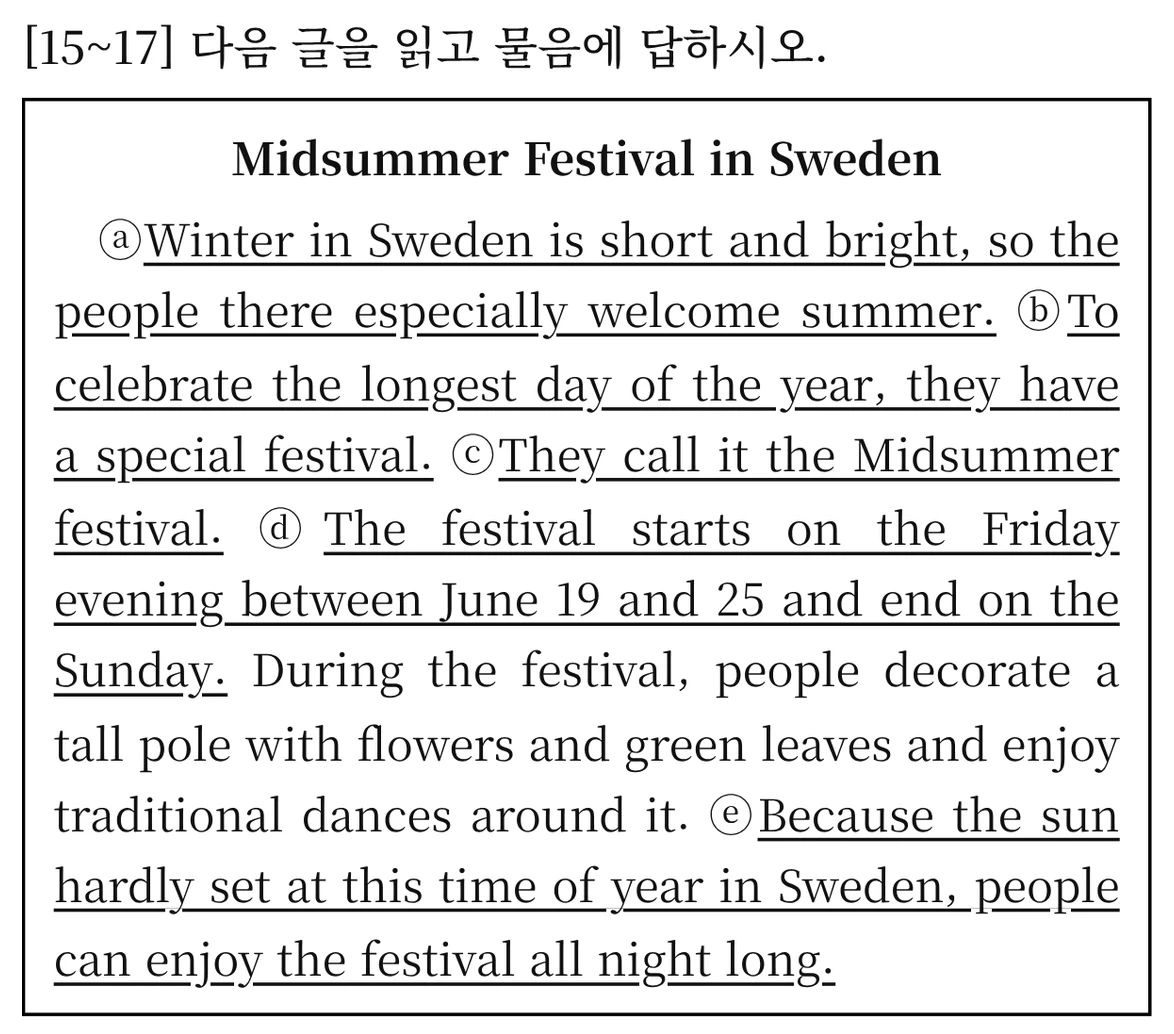 [15~17] 다음 글을 읽고 물음에 답하시오.
Midsummer Festival in Sweden
ⓐWinter in Sweden is short and bright, so the
people there especially welcome summer. ⓑTo
celebrate the longest day of the year, they have
a special festival. ⓒThey call it the Midsummer
festival. ⓓ The festival starts on the Friday
evening between June 19 and 25 and end on the
Sunday. During the festival, people decorate a
tall pole with flowers and green leaves and enjoy
traditional dances around it. ⓔBecause the sun
hardly set at this time of year in Sweden, people
can enjoy the festival all night long.